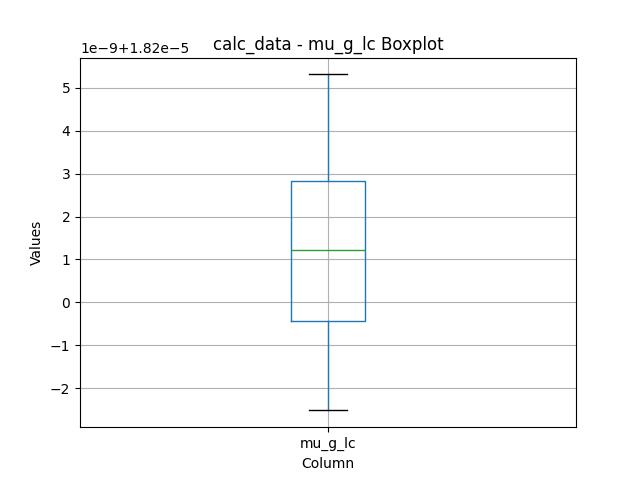 calc_data - mu_g_lc Boxplot
1e−9+1.82e−5
5
4
3
2
1
0
−1
−2
Values
mu_g_lc
Column